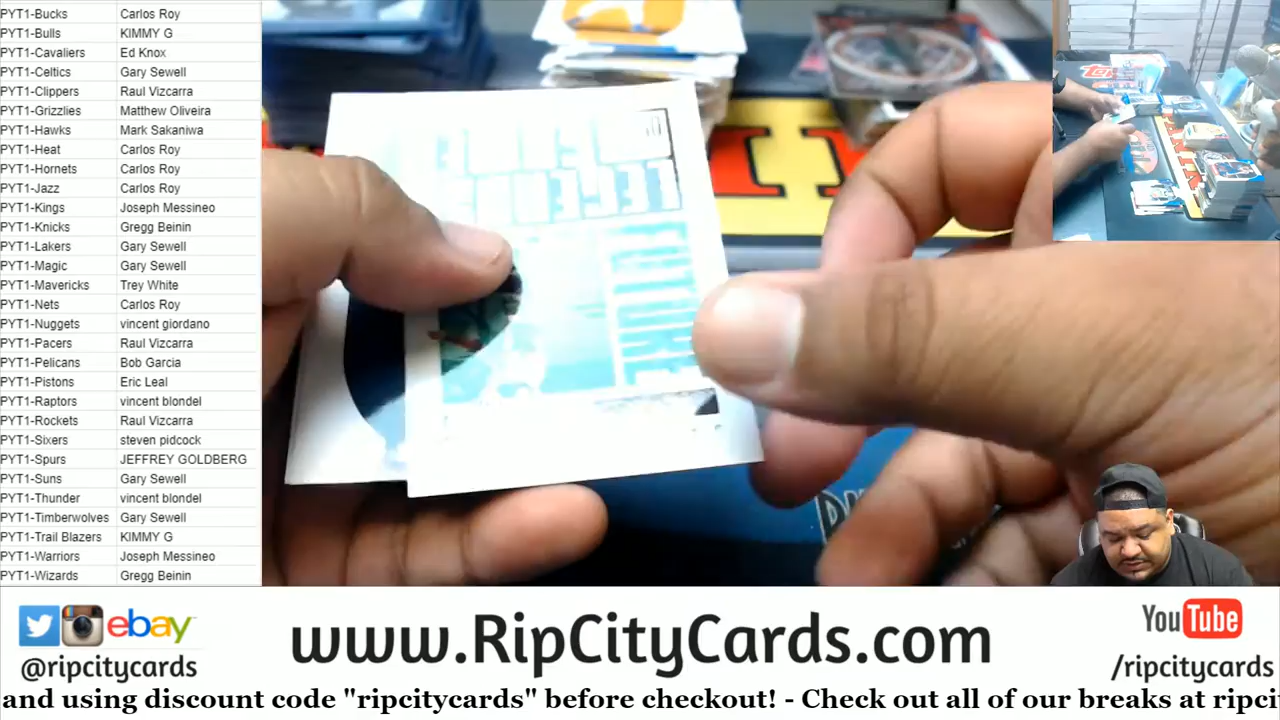 PYT1-Bucks Carlos Roy
PYT1-Bulls KIMMY G
PYT1-Cavaliers Ed Knox
PYT1-Celtics Gary Sewell
PYT1-Clippers Raul Vizcarra
PYT1-Grizzlies Matthew Oliveira
PYT1-Hawks Mark Sakaniwa
PYT1-Heat Carlos Roy
PYT1-Hornets Carlos Roy
PYT1-Jazz Carlos Roy
PYT1-Kings Joseph Messineo
PYT1-Knicks Gregg Beinin
PYT1-Lakers Gary Sewell
PYT1-Magic Gary Sewell
PYT1-Mavericks Trey White
PYT1-Nets Carlos Roy
PYT1-Nuggets vincent giordano
PYT1-Pacers Raul Vizcarra
PYT1-Pelicans Bob Garcia
PYT1-Pistons Eric Leal
PYT1-Raptors vincent blondel
PYT1-Rockets Raul Vizcarra
PYT1-Sixers steven pidcock
PYT1-Spurs JEFFREY GOLDBERG
PYT1-Suns Gary Sewell
PYT1-Thunder vincent blondel
PYT1-Timberwolves Gary Sewell
PYT1-Trail Blazers KIMMY G
PYT1-Warriors Joseph Messineo
PYT1-Wizards Gregg Beinin
FUTURE
ebay
@ripcitycards
www.RipCityCards.com
YouTube
/ripcitycards
and using discount code "ripcitycards" before checkout! - Check out all of our breaks at ripci